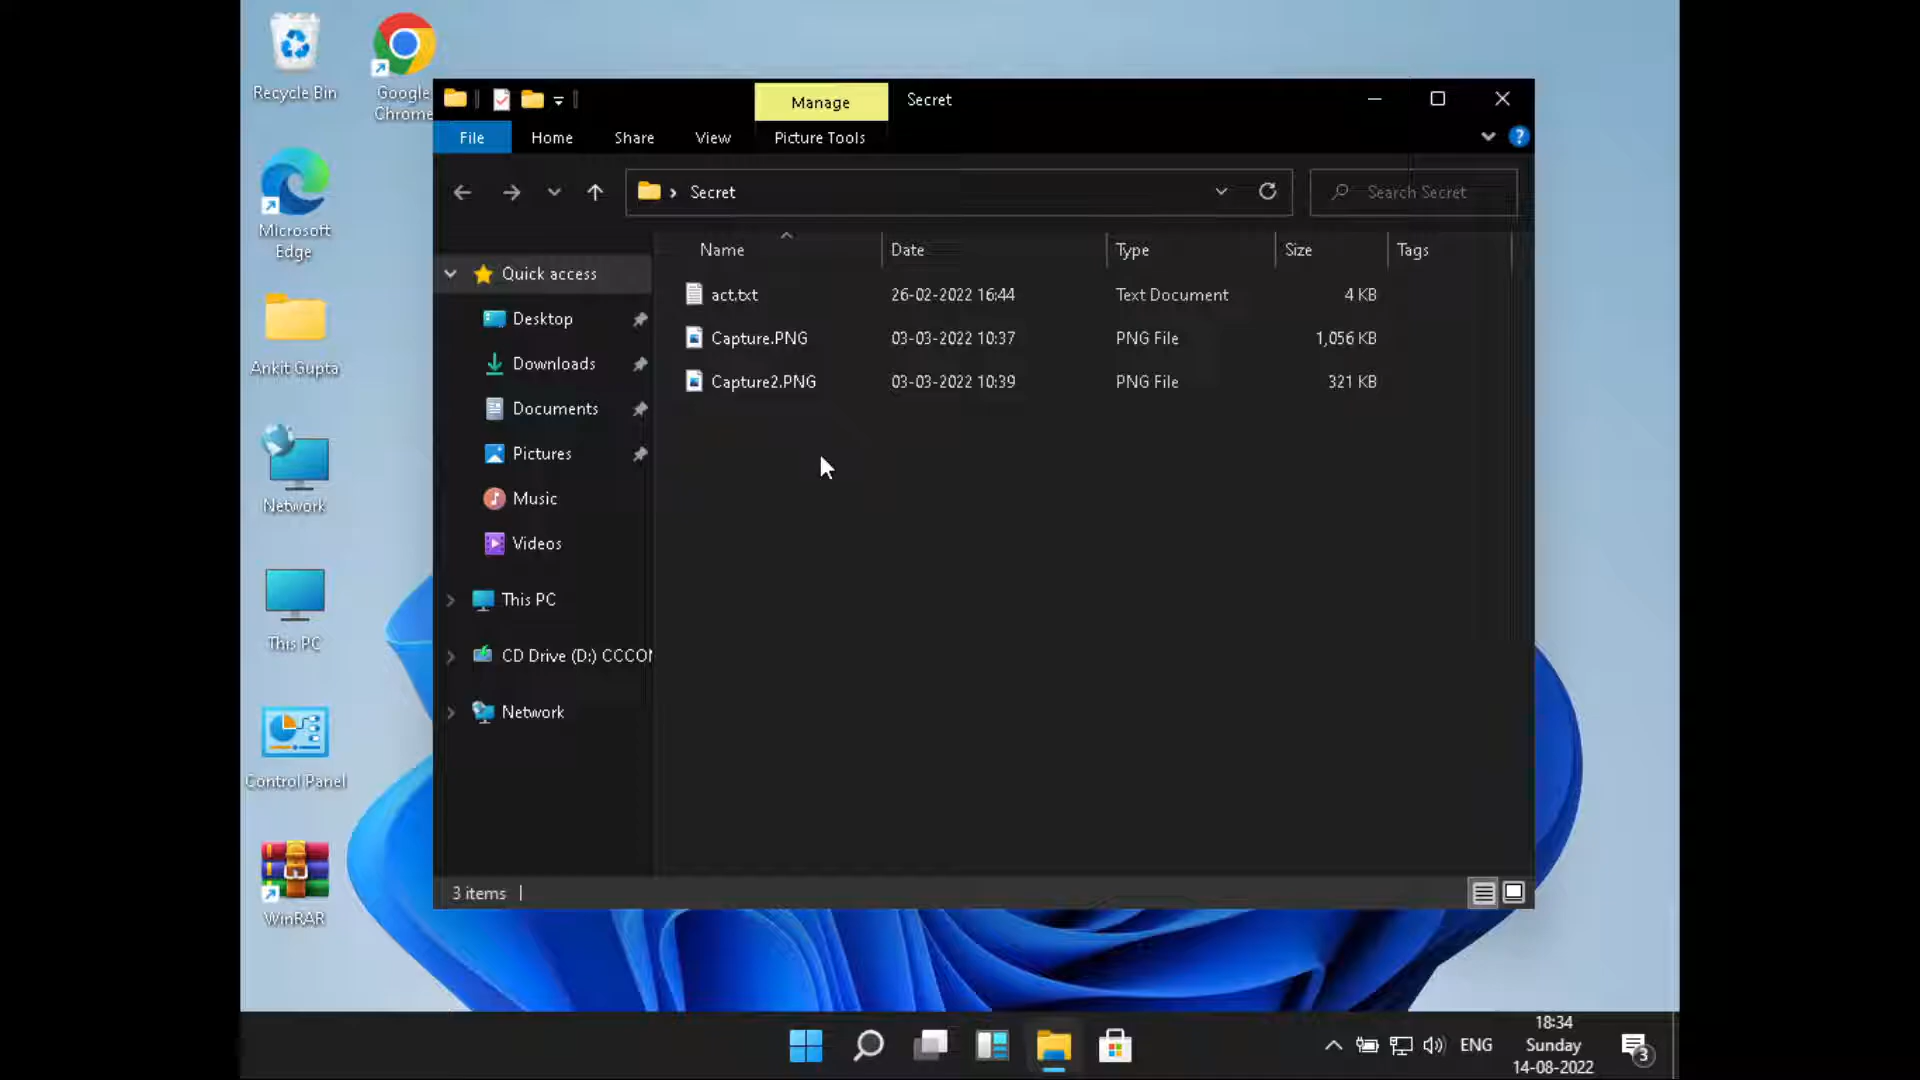 Recycle Bin
Google
Chrome
Microsoft
Edge
Ankit Gupta
Network
This PC
Control Panel
WinRAR
Manage
Secret
File
Home
Share
View
Picture Tools
?
Secret
Search Secret
Name
Date
Type
Size
Tags
act.txt
26-02-2022 16:44
Text Document
4 KB
Capture.PNG
03-03-2022 10:37
PNG File
1,056 KB
Capture2.PNG
03-03-2022 10:39
PNG File
321 KB
Quick access
Desktop
Downloads
Documents
Pictures
Music
Videos
This PC
CD Drive (D:) CCCO
Network
3 items
ENG
18:34
Sunday
14-08-2022
3